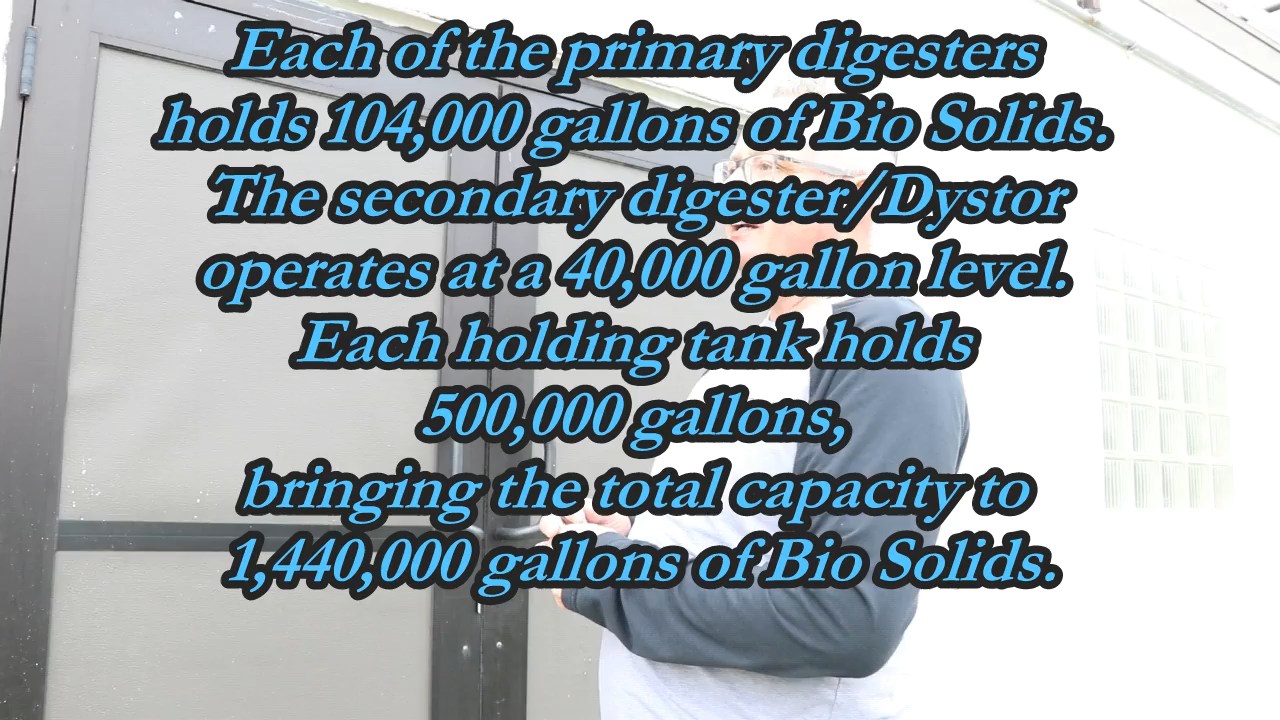 Each of the primary digesters
holds 104,000 gallons of Bio Solids.
The secondary digester/Dystor
operates at a 40,000 gallon level.
Each holding tank holds
500,000 gallons,
bringing the total capacity to
1,440,000 gallons of Bio Solids.